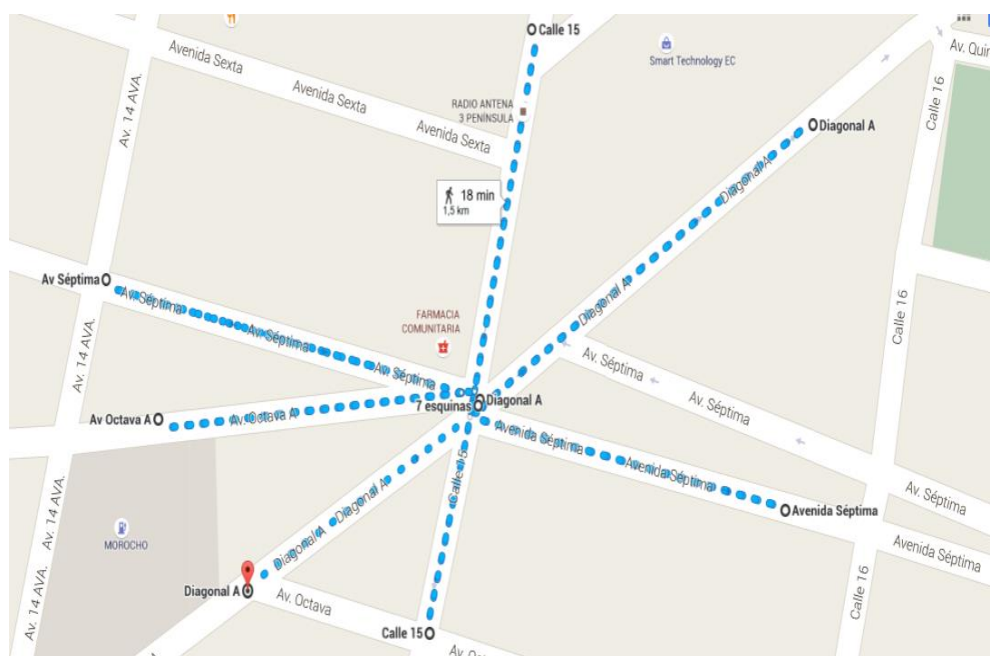 Calle 15
Avenida Sexta
Avenida Sexta
Avenida Sexta
Smart Technology EC
Av. Quin
RADIO ANTENA
3 PENÍNSULA
Av. 14 AVA.
Calle 16
Diagonal A
Diagonal A
18 min
1,5 km
Av Séptima
Av. Séptima
Av. Séptima
Av. Séptima
Diagonal A
FARMACIA
COMUNITARIA
Calle 16
Av. 14 AVA.
Av. Séptima
Av. Séptima
Av. Séptima
Av Octava A
Av. Octava A
7 esquinas
Diagonal A
Avenida Séptima
Avenida Séptima
Avenida Séptima
Avenida Séptima
Calle 15
Diagonal A
Diagonal A
Av. 14 AVA.
MOROCHO
Diagonal A
Av. Octava
Calle 16
Av. 14 AVA.
Calle 15
Av. Oc